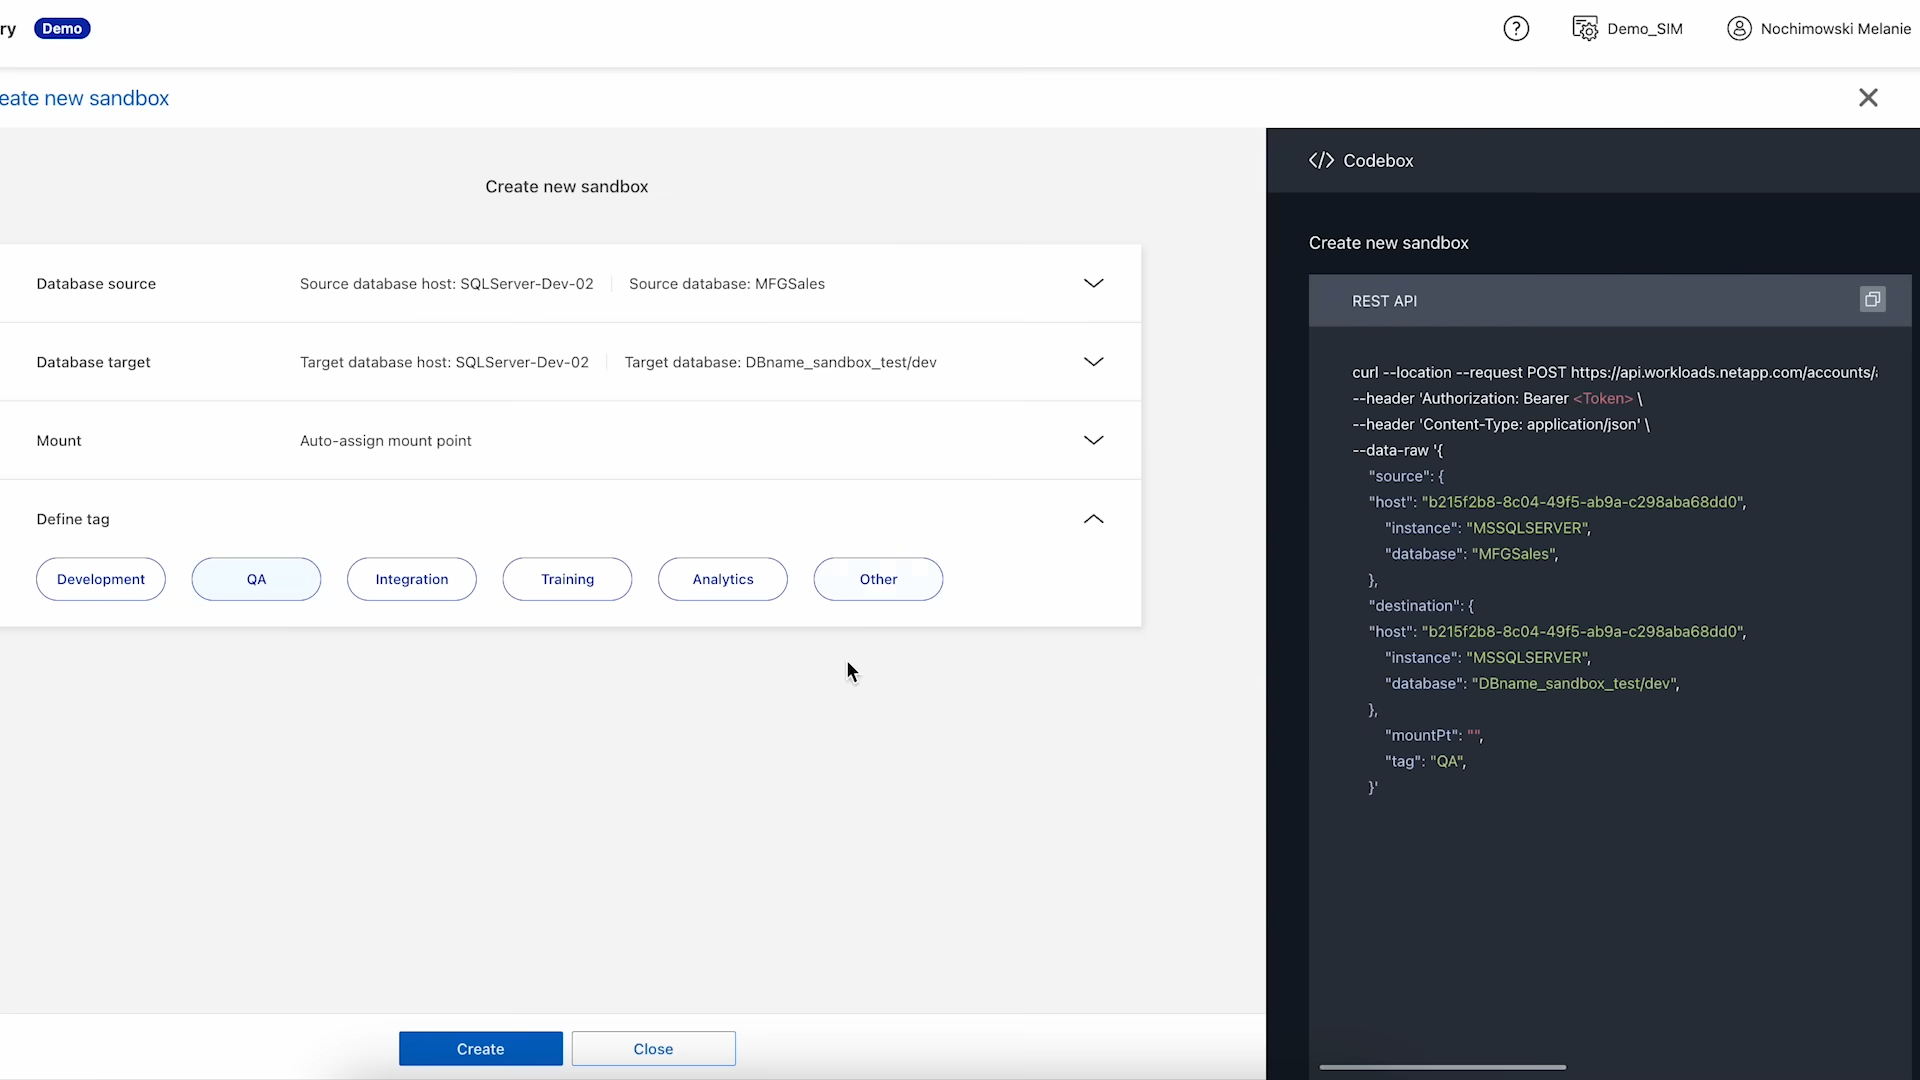 ry Demo Demo_SIM Nochimowski Melanie
eate new sandbox
Create new sandbox
Database source Source database host: SQLServer-Dev-02 Source database: MFGSales
Database target Target database host: SQLServer-Dev-02 Target database: DBname_sandbox_test/dev
Mount Auto-assign mount point
Define tag
Development QA Integration Training Analytics Other
Create Close
</> Codebox
Create new sandbox
REST API
curl --location --request POST https://api.workloads.netapp.com/accounts/
--header 'Authorization: Bearer <Token> \
--header 'Content-Type: application/json' \
--data-raw '{
"source": {
"host": "b215f2b8-8c04-49f5-ab9a-c298aba68dd0",
"instance": "MSSQLSERVER",
"database": "MFGSales",
},
"destination": {
"host": "b215f2b8-8c04-49f5-ab9a-c298aba68dd0",
"instance": "MSSQLSERVER",
"database": "DBname_sandbox_test/dev",
},
"mountPt": "",
"tag": "QA",
}'